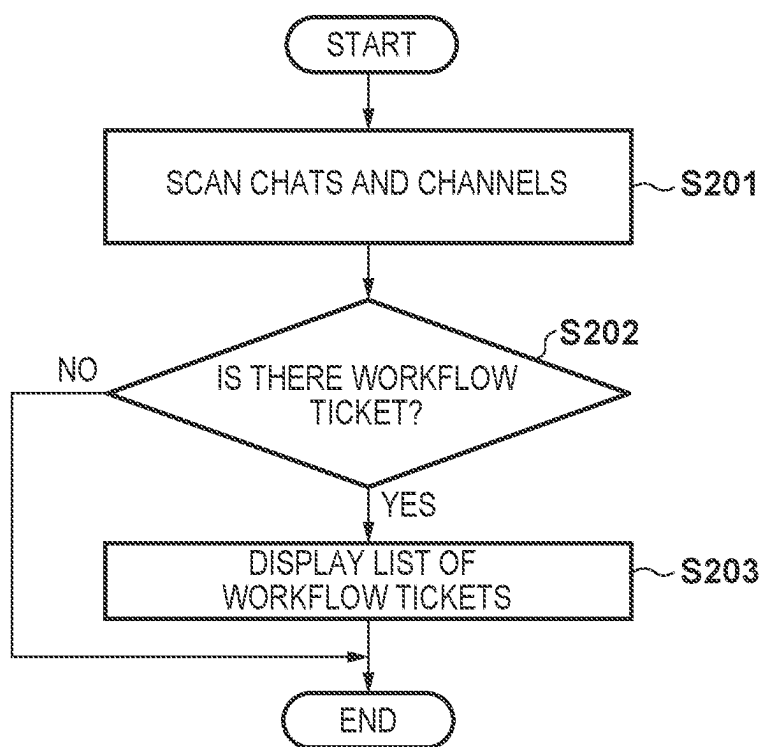 START
SCAN CHATS AND CHANNELS
S201
S202
NO
IS THERE WORKFLOW
TICKET?
YES
DISPLAY LIST OF
WORKFLOW TICKETS
S203
END